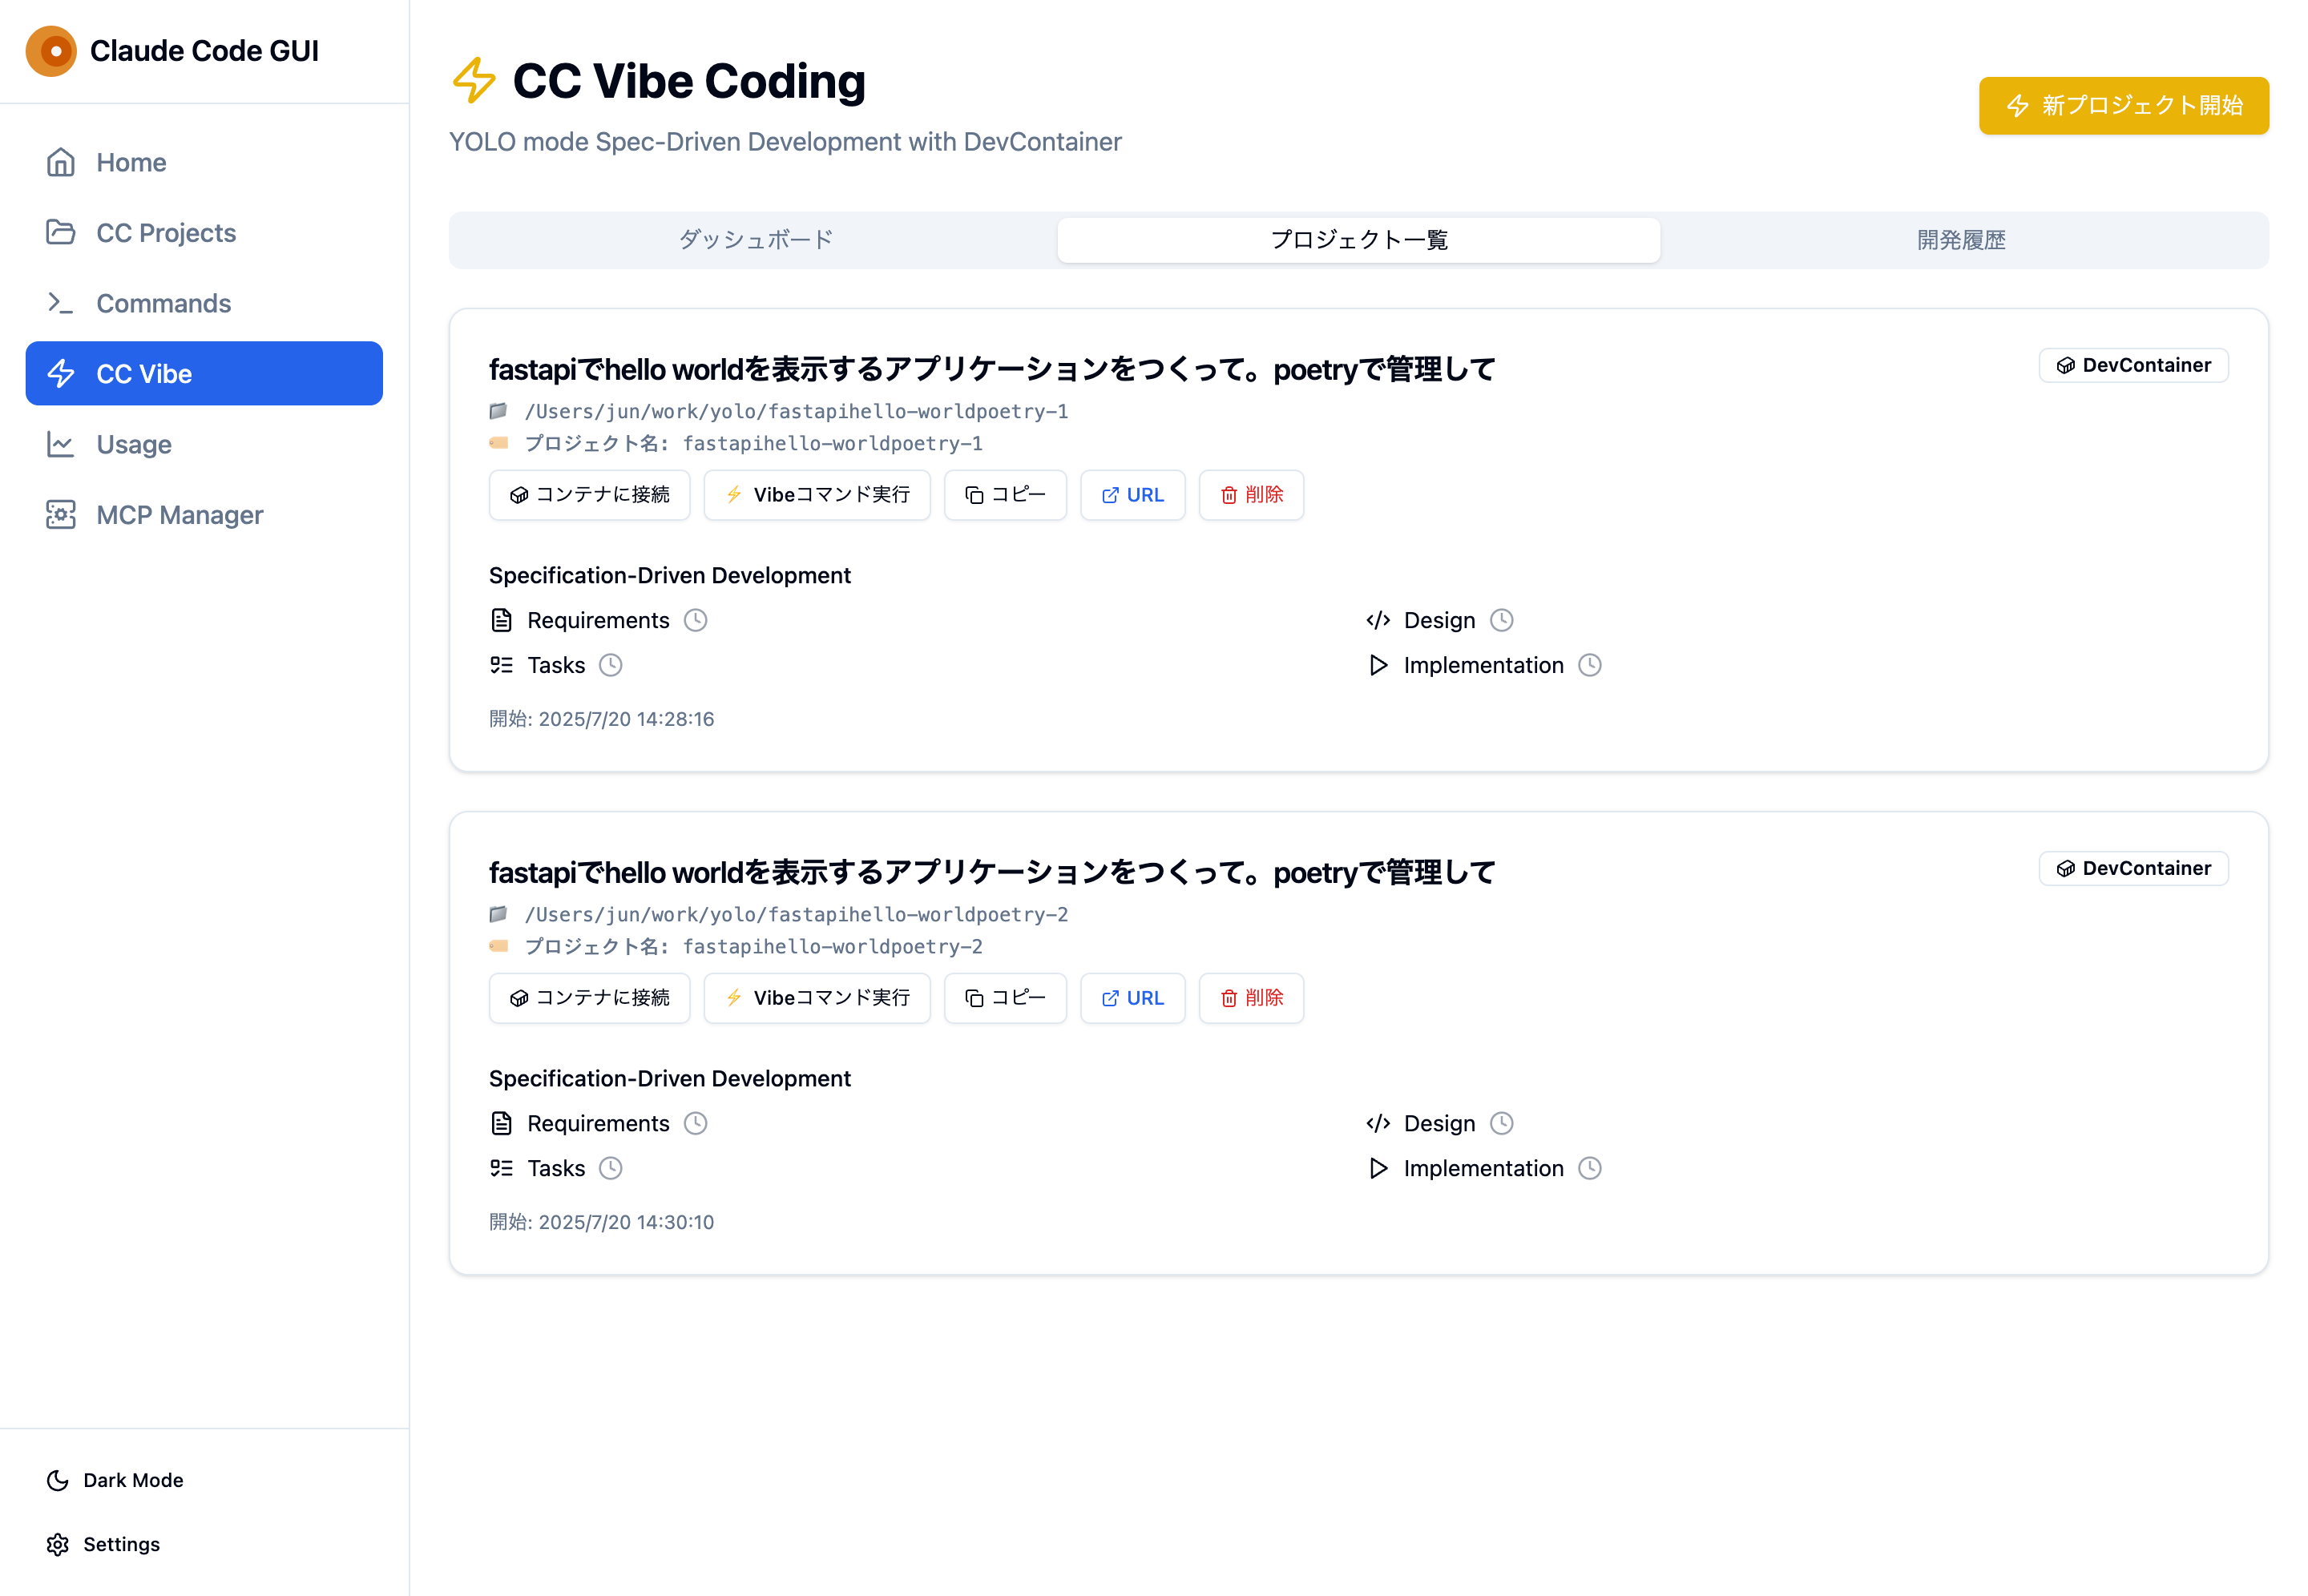 Claude Code GUI
Home
CC Projects
Commands
CC Vibe
Usage
MCP Manager
Dark Mode
Settings
CC Vibe Coding
YOLO mode Spec-Driven Development with DevContainer
新プロジェクト開始
ダッシュボード
プロジェクト一覧
開発履歴
fastapiでhello worldを表示するアプリケーションをつくって。poetryで管理して
DevContainer
/Users/jun/work/yolo/fastapihello-worldpoetry-1
プロジェクト名: fastapihello-worldpoetry-1
コンテナに接続
Vibeコマンド実行
コピー
URL
削除
Specification-Driven Development
Requirements
Design
Tasks
Implementation
開始: 2025/7/20 14:28:16
fastapiでhello worldを表示するアプリケーションをつくって。poetryで管理して
DevContainer
/Users/jun/work/yolo/fastapihello-worldpoetry-2
プロジェクト名: fastapihello-worldpoetry-2
コンテナに接続
Vibeコマンド実行
コピー
URL
削除
Specification-Driven Development
Requirements
Design
Tasks
Implementation
開始: 2025/7/20 14:30:10